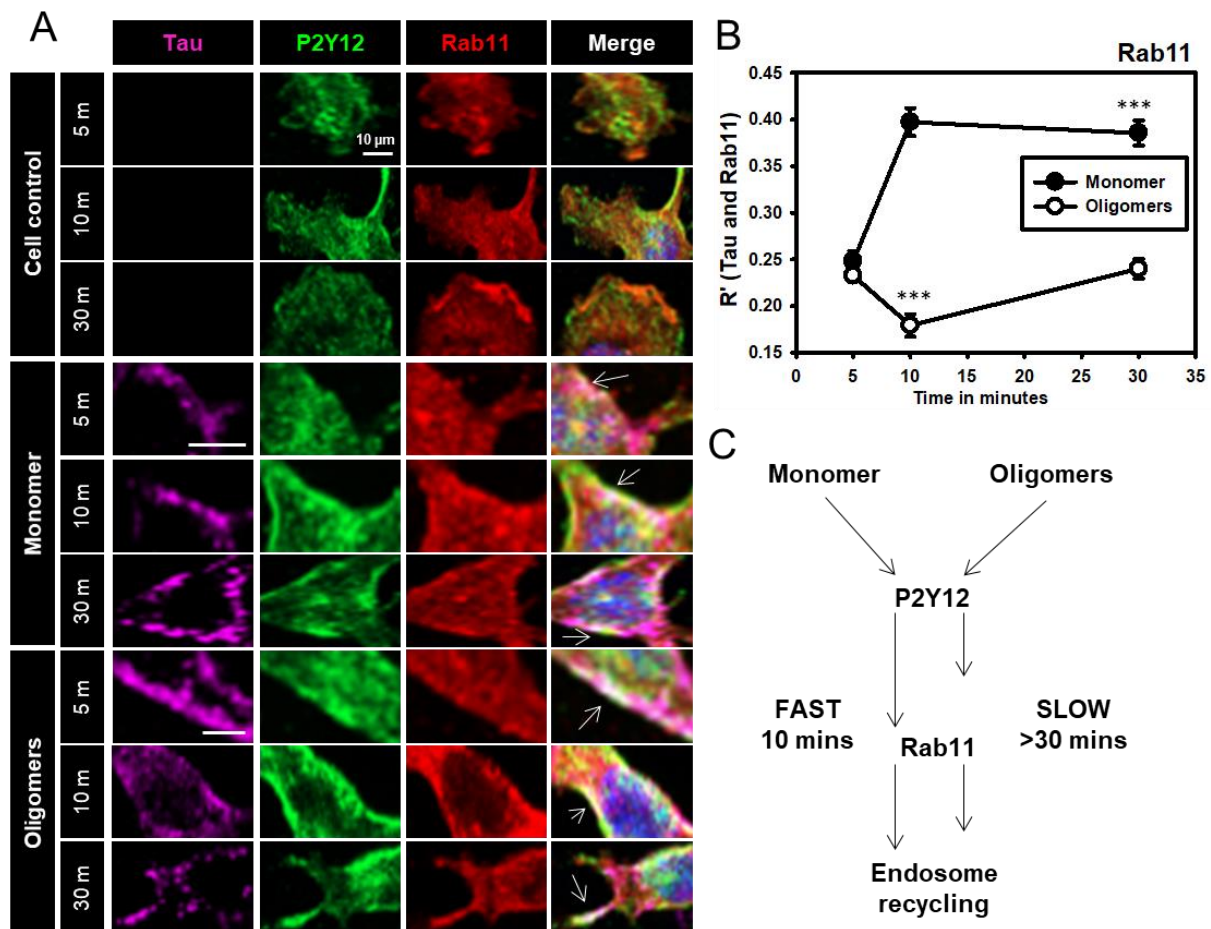 A
Tau P2Y12 Rab11 Merge
Cell control
5 m
10 µm
10 m
30 m
Monomer
5 m
10 m
30 m
Oligomers
5 m
10 m
30 m
B
Rab11
R' (Tau and Rab11)
0.45
0.40
0.35
0.30
0.25
0.20
0.15
***
***
Monomer
Oligomers
0 5 10 15 20 25 30 35
Time in minutes
C
Monomer Oligomers
P2Y12
FAST
10 mins
SLOW
>30 mins
Rab11
Endosome
recycling